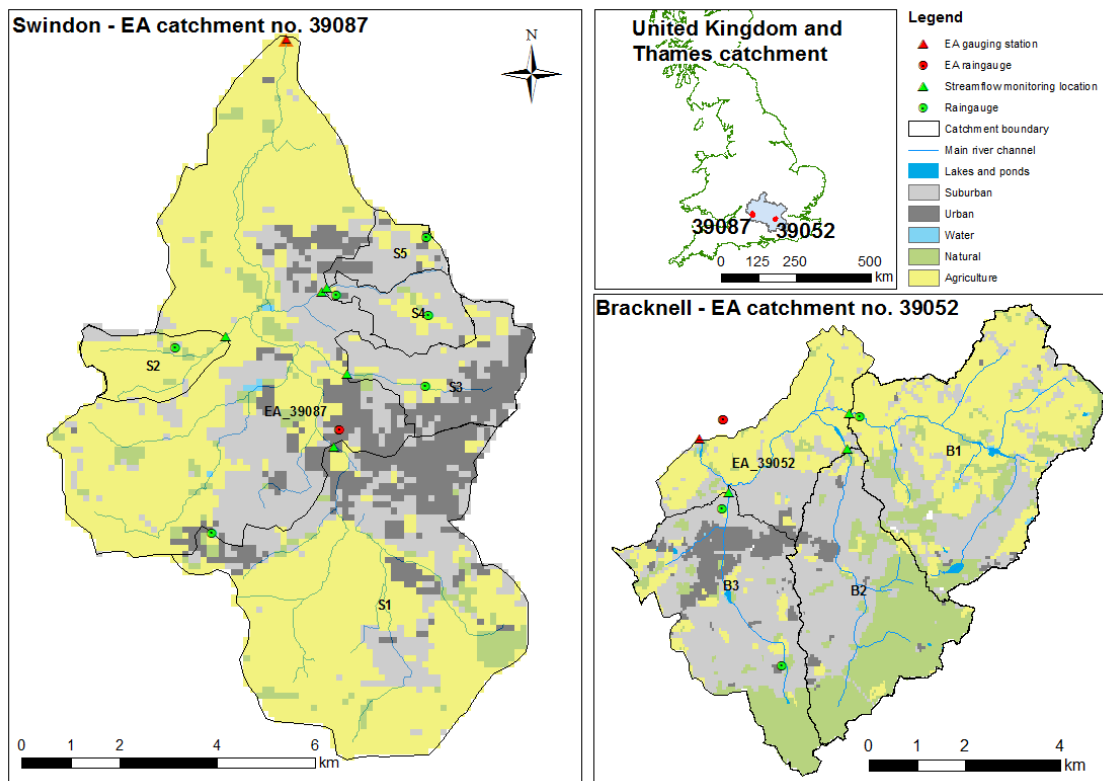 Swindon - EA catchment no. 39087
N
S5
S4
S2
S3
EA_39087
S1
0 1 2 4 6
km
United Kingdom and
Thames catchment
39087
39052
0 125 250 500
km
Legend
EA gauging station
EA raingauge
Streamflow monitoring location
Raingauge
Catchment boundary
Main river channel
Lakes and ponds
Suburban
Urban
Water
Natural
Agriculture
Bracknell - EA catchment no. 39052
B1
EA_39052
B3
B2
0 1 2 4
km